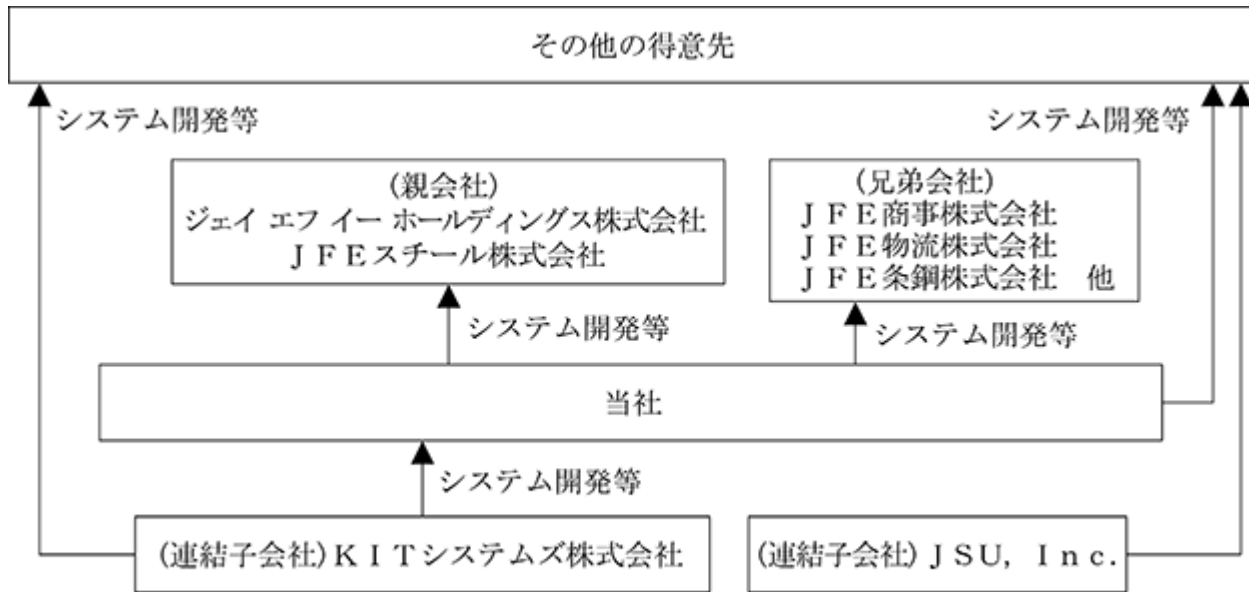 その他の得意先
システム開発等
システム開発等
(親会社)
ジェイ エフ イー ホールディングス株式会社
ＪＦＥスチール株式会社
(兄弟会社)
ＪＦＥ商事株式会社
ＪＦＥ物流株式会社
ＪＦＥ条鋼株式会社　他
システム開発等
システム開発等
当社
システム開発等
(連結子会社)ＫＩＴシステムズ株式会社
(連結子会社)ＪＳＵ，Ｉｎｃ．